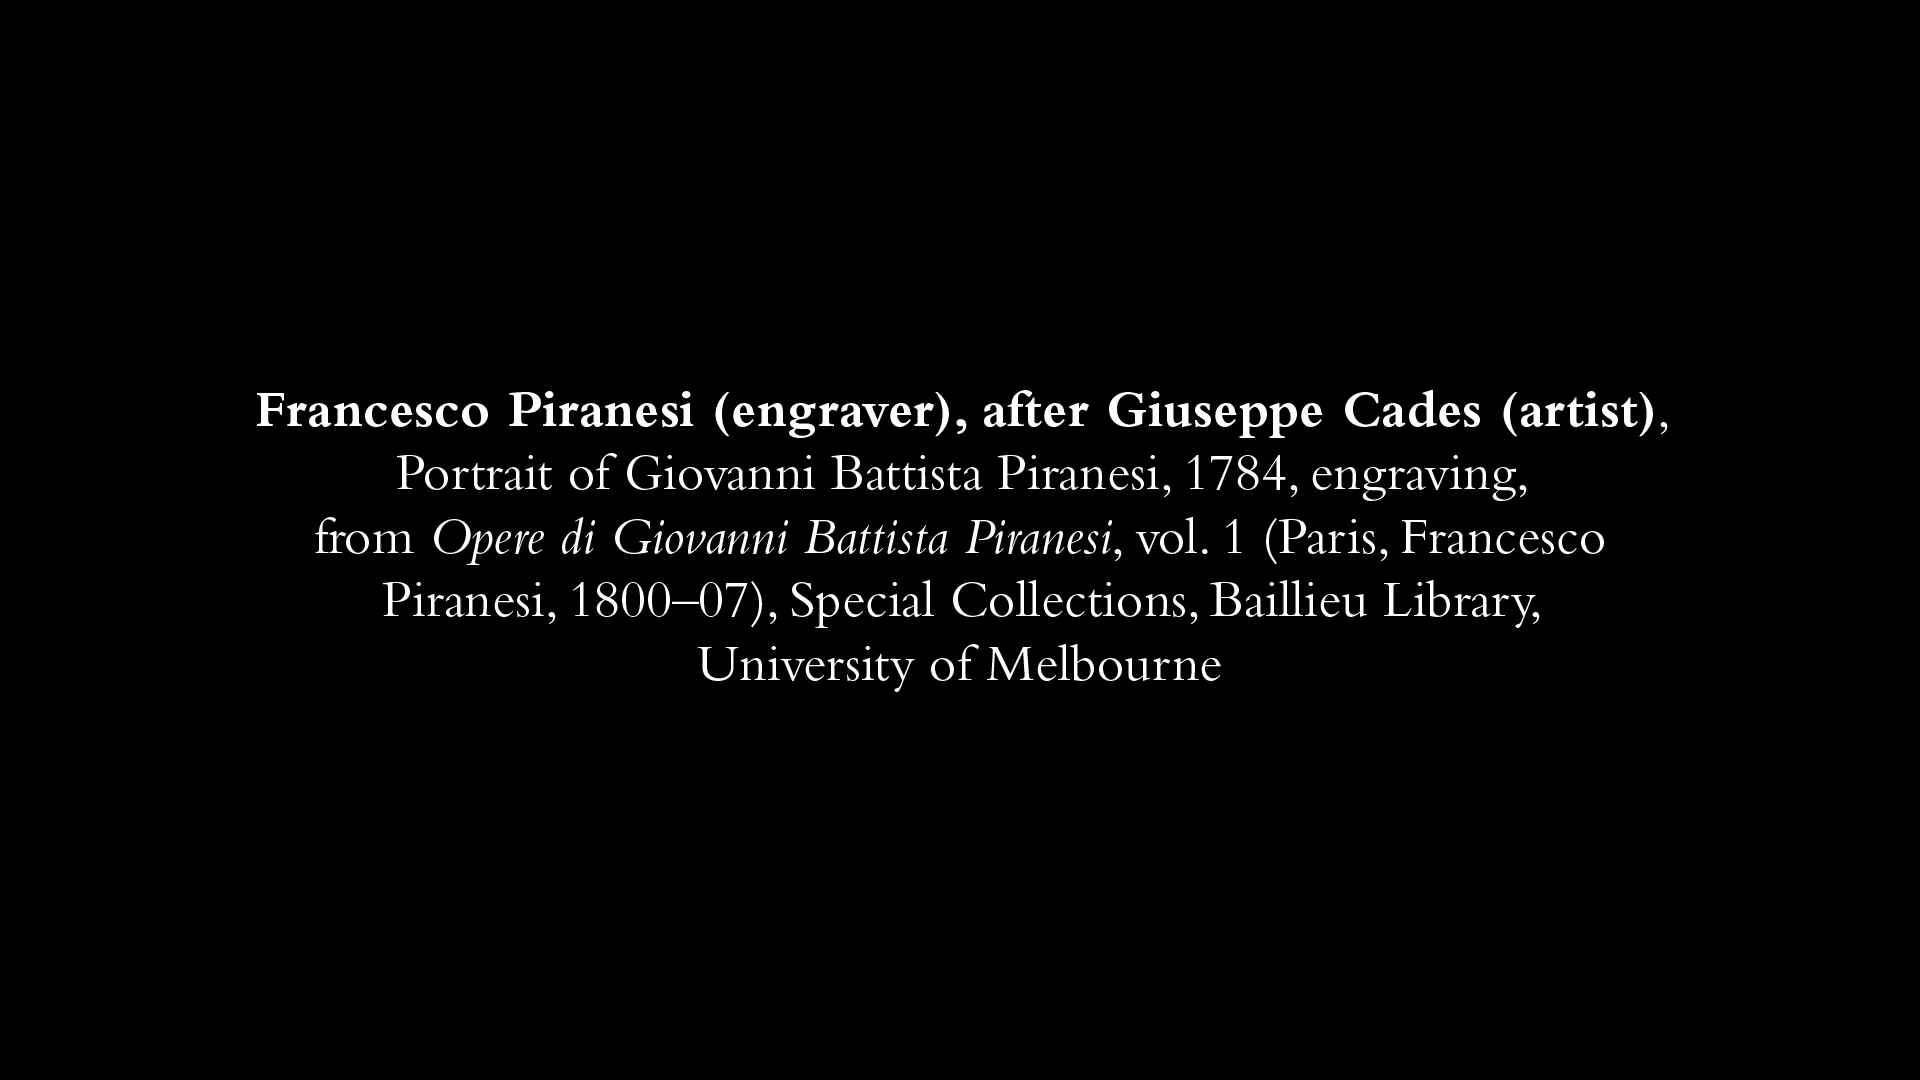 Francesco Piranesi (engraver), after Giuseppe Cades (artist),
Portrait of Giovanni Battista Piranesi, 1784, engraving,
from Opere di Giovanni Battista Piranesi, vol. 1 (Paris, Francesco
Piranesi, 1800–07), Special Collections, Baillieu Library,
University of Melbourne